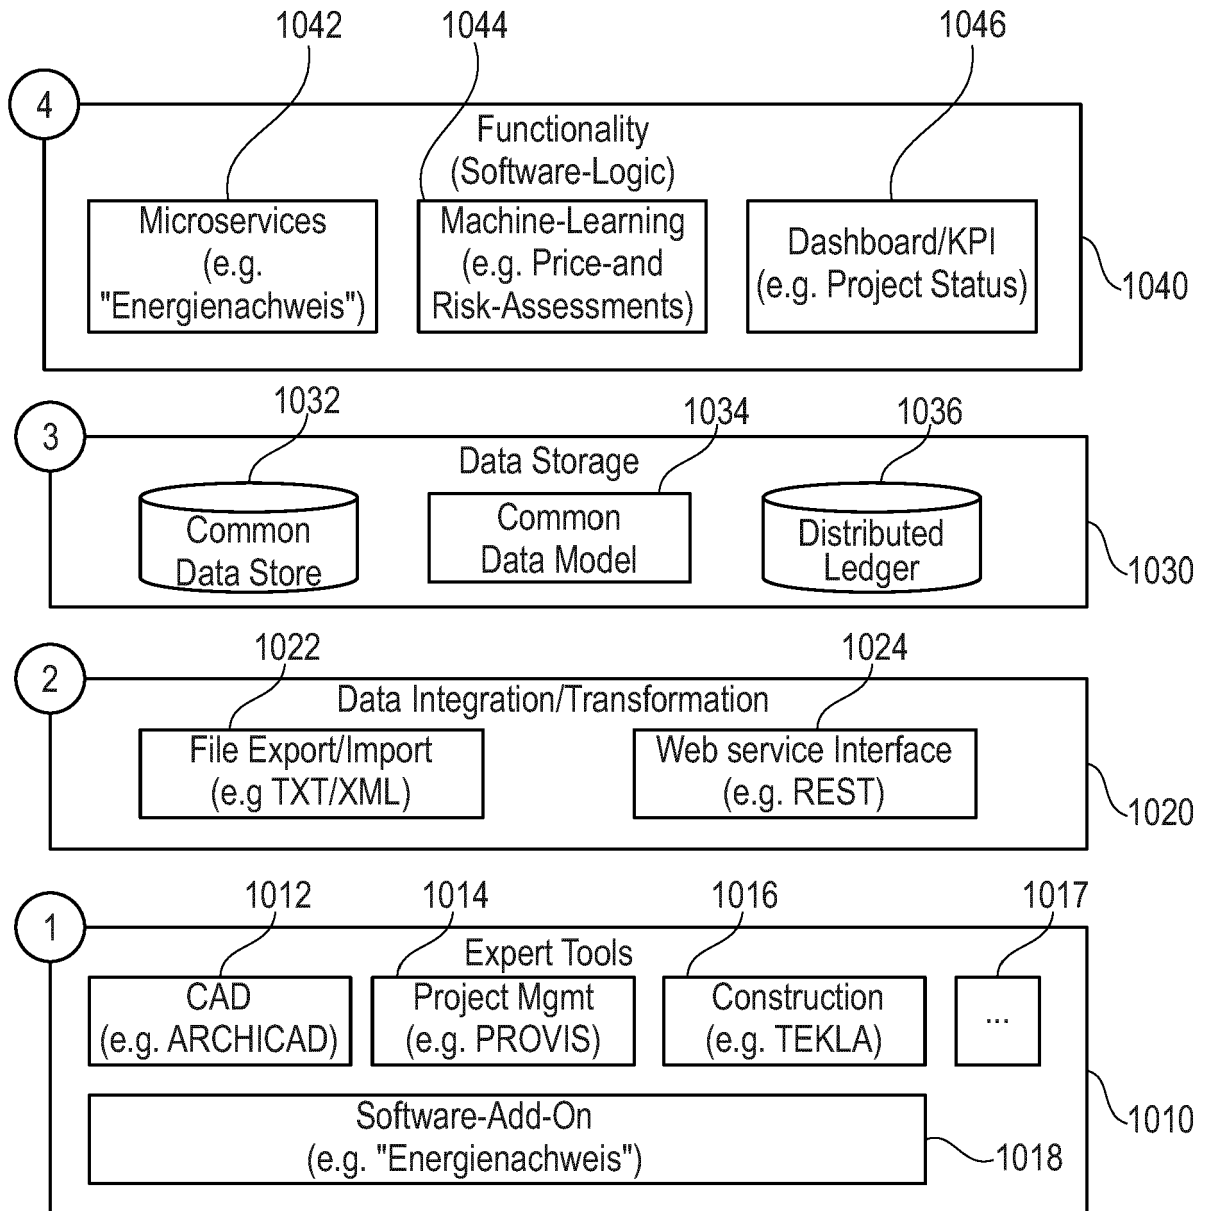 1042
1044
1046
4
Functionality
(Software-Logic)
Microservices
(e.g.
"Energienachweis")
Machine-Learning
(e.g. Price-and
Risk-Assessments)
Dashboard/KPI
(e.g. Project Status)
1040
3
1032
1034
1036
Data Storage
Common
Data Store
Common
Data Model
Distributed
Ledger
1030
2
1022
1024
Data Integration/Transformation
File Export/Import
(e.g TXT/XML)
Web service Interface
(e.g. REST)
1020
1
1012
1014
1016
1017
Expert Tools
CAD
(e.g. ARCHICAD)
Project Mgmt
(e.g. PROVIS)
Construction
(e.g. TEKLA)
...
1010
Software-Add-On
(e.g. "Energienachweis")
1018